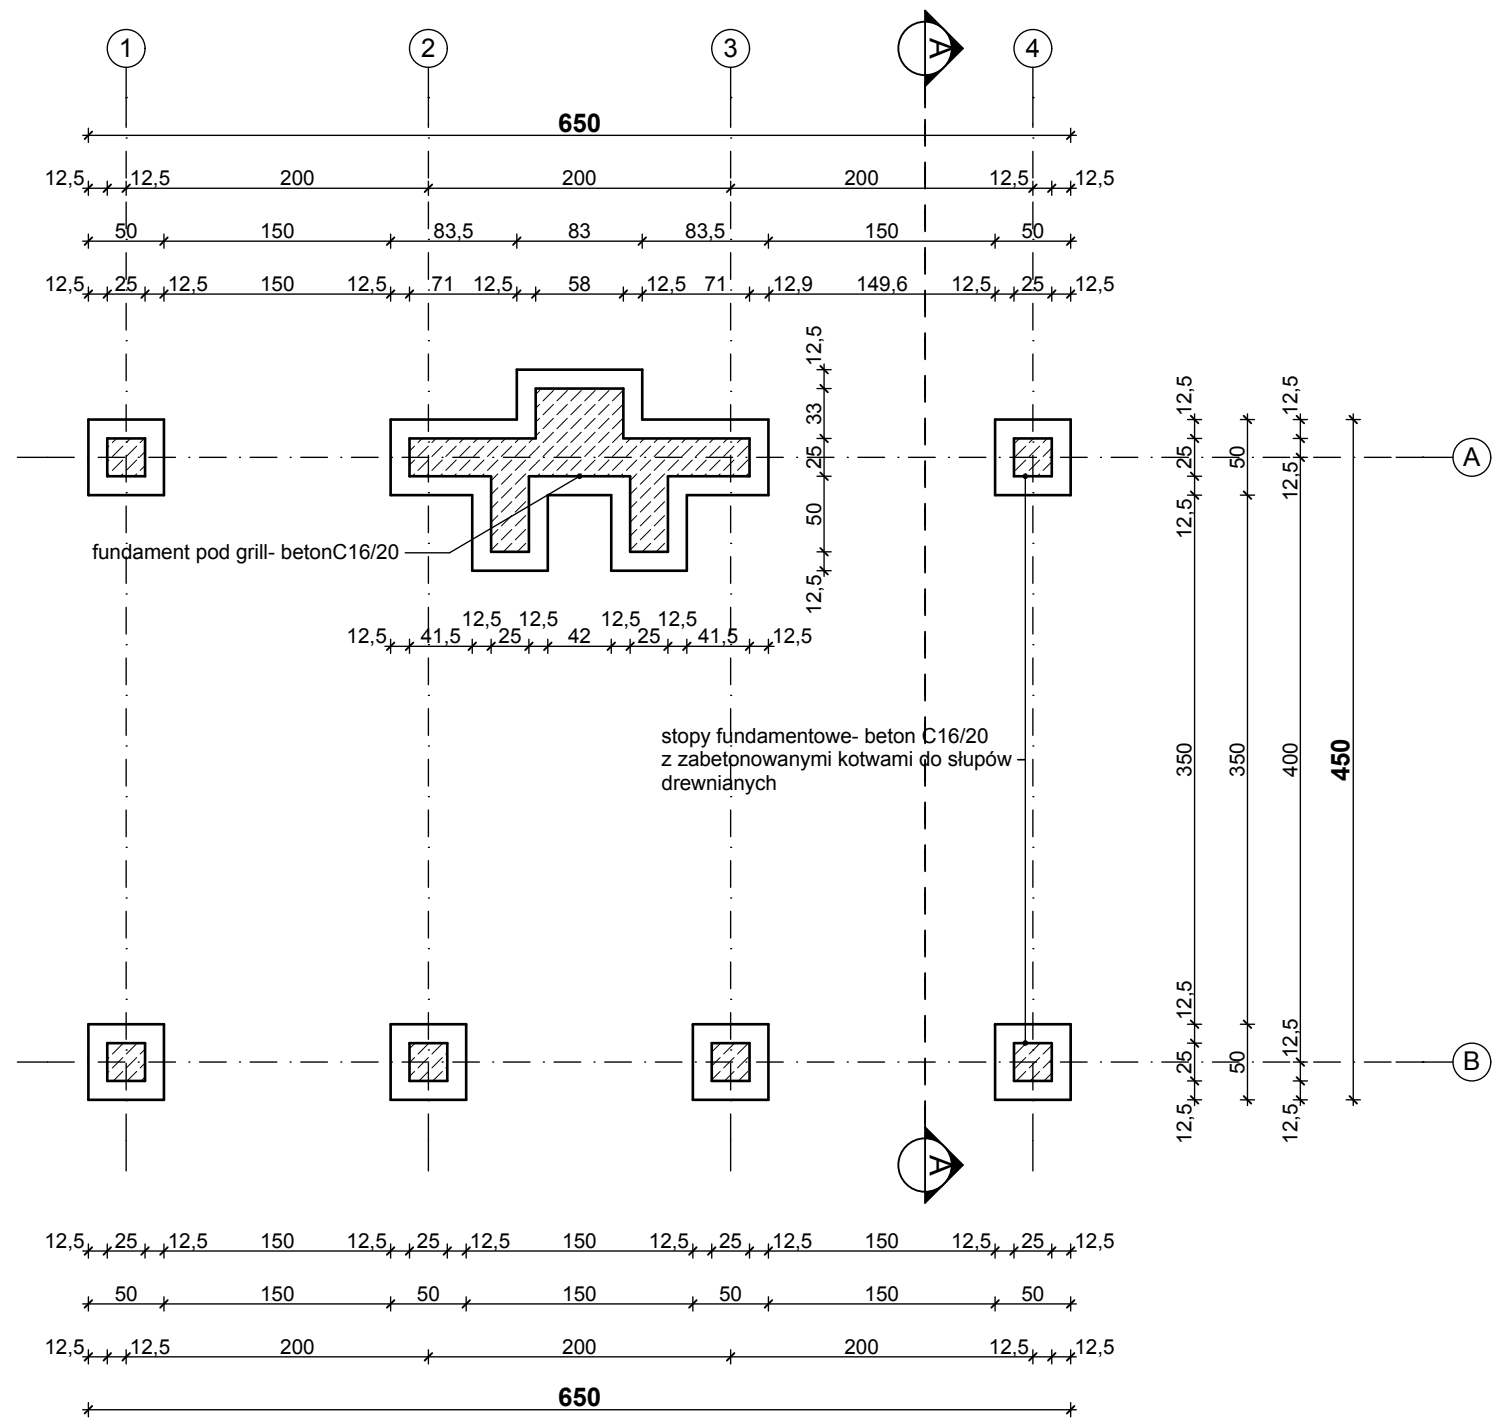 1 2 3 A 4
650
12,5 12,5 200 200 200 12,5 12,5
50 150 83,5 83 83,5 150 50
12,5 25 12,5 150 12,5 71 12,5 58 12,5 71 12,9 149,6 12,5 25 12,5
12,5
33
25
50
12,5
12,5
25
12,5
50
12,5
12,5
A
fundament pod grill- betonC16/20
12,5 12,5 12,5 12,5
12,5 41,5 25 42 25 41,5 12,5
stopy fundamentowe- beton C16/20
z zabetonowanymi kotwami do słupów
drewnianych
350 350 400 450
12,5
25
12,5
50
12,5
12,5
B
A
12,5 25 12,5 150 12,5 25 12,5 150 12,5 25 12,5 150 12,5 25 12,5
50 150 50 150 50 150 50
12,5 12,5 200 200 200 12,5 12,5
650